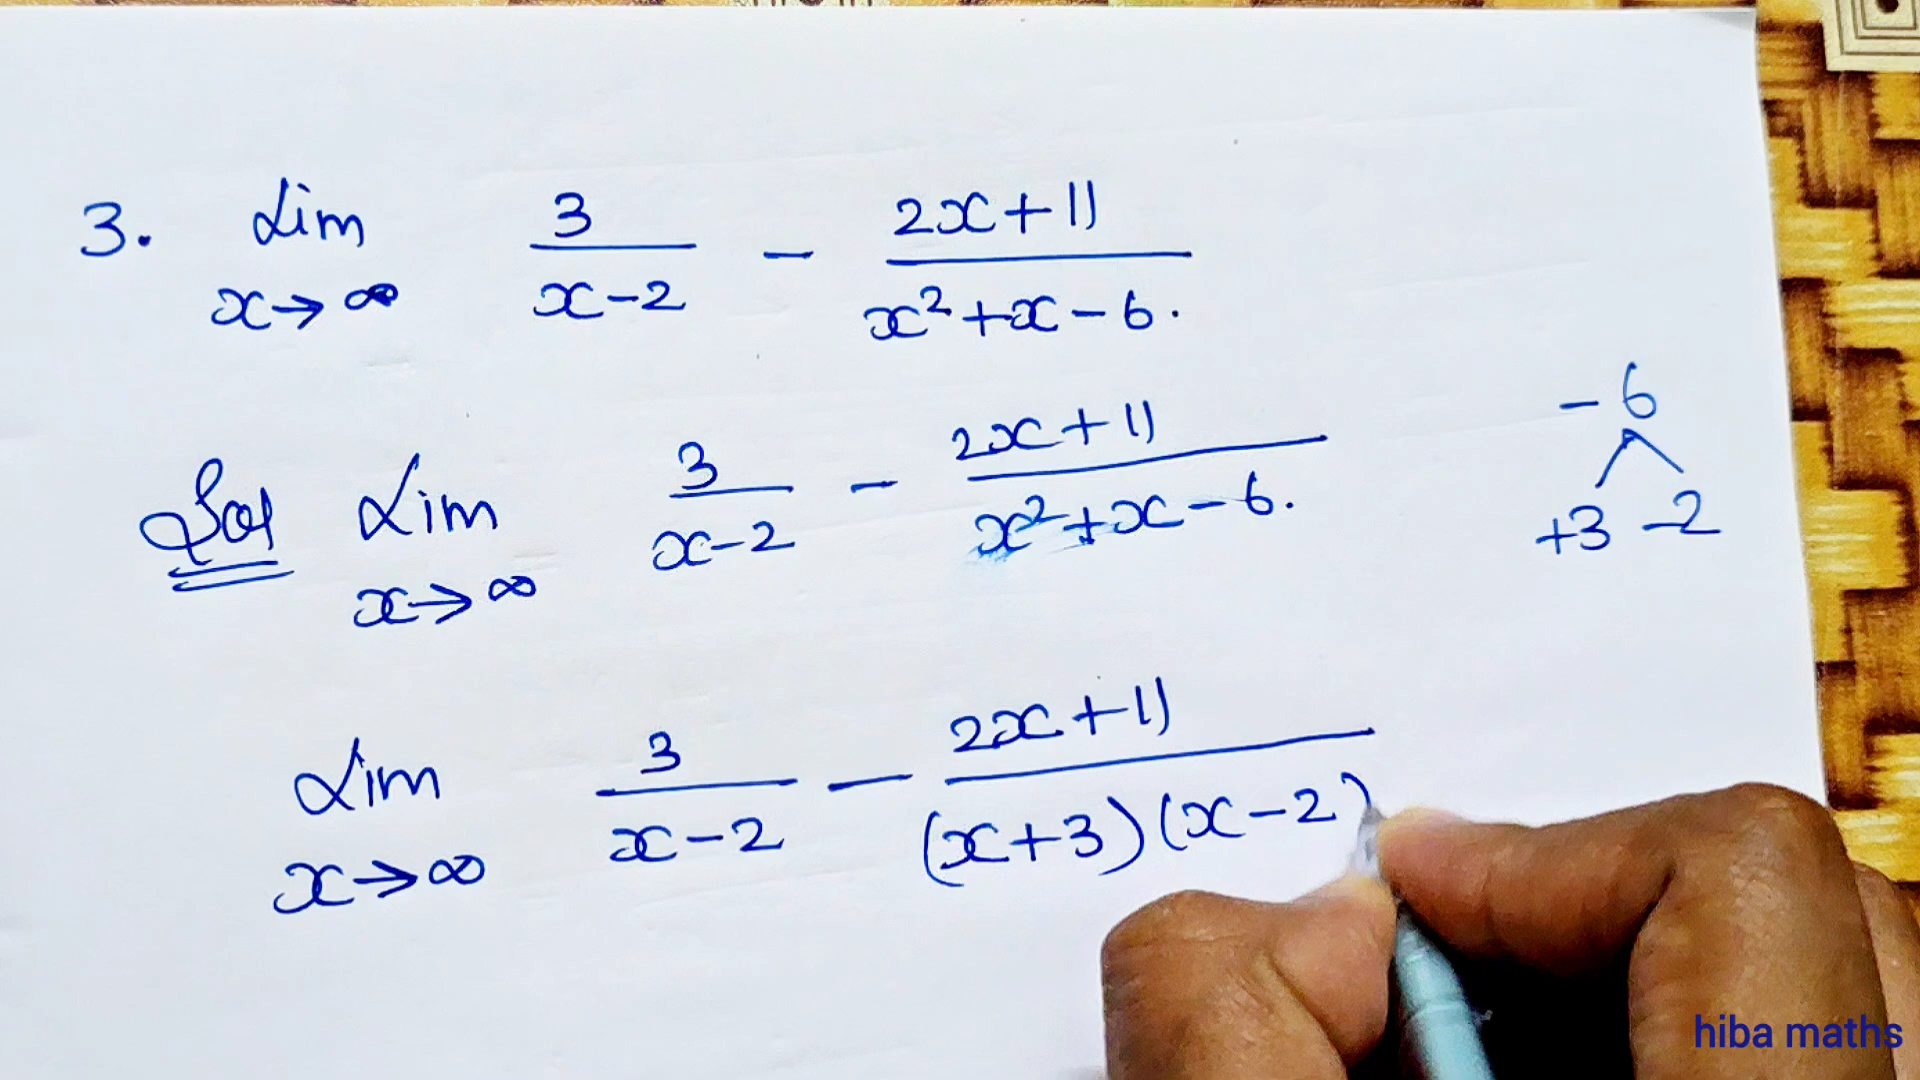 3. Lim 3/(x-2) - (2x+11)/(x²+x-6).
x→∞
Sol Lim 3/(x-2) - (2x+11)/(x²+x-6).
x→∞
-6
+3 -2
Lim 3/(x-2) - (2x+11)/((x+3)(x-2)
x→∞
hiba maths